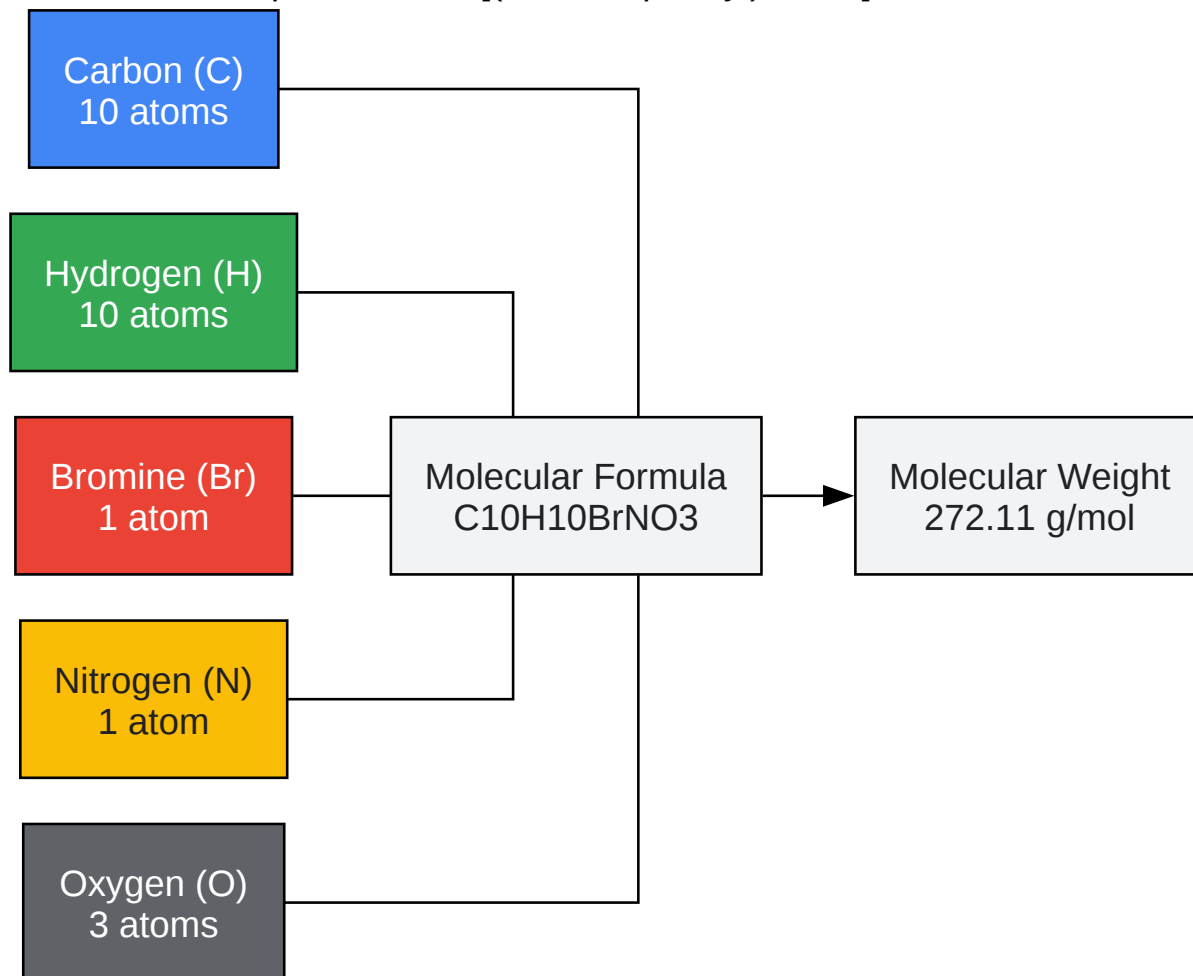 Carbon (C)
10 atoms
Hydrogen (H)
10 atoms
Bromine (Br)
1 atom
Molecular Formula
C10H10BrNO3
Molecular Weight
272.11 g/mol
Nitrogen (N)
1 atom
Oxygen (O)
3 atoms